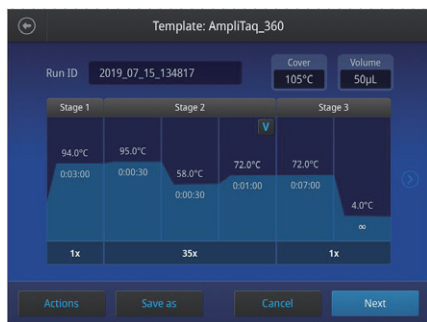 Template: AmpliTaq_360
Run ID 2019_07_15_134817
Cover
105°C
Volume
50µL
Stage 1 Stage 2 Stage 3
V
94.0°C 95.0°C 58.0°C 72.0°C 72.0°C 4.0°C
0:03:00 0:00:30 0:00:30 0:01:00 0:07:00 ∞
1x 35x 1x
Actions Save as Cancel Next